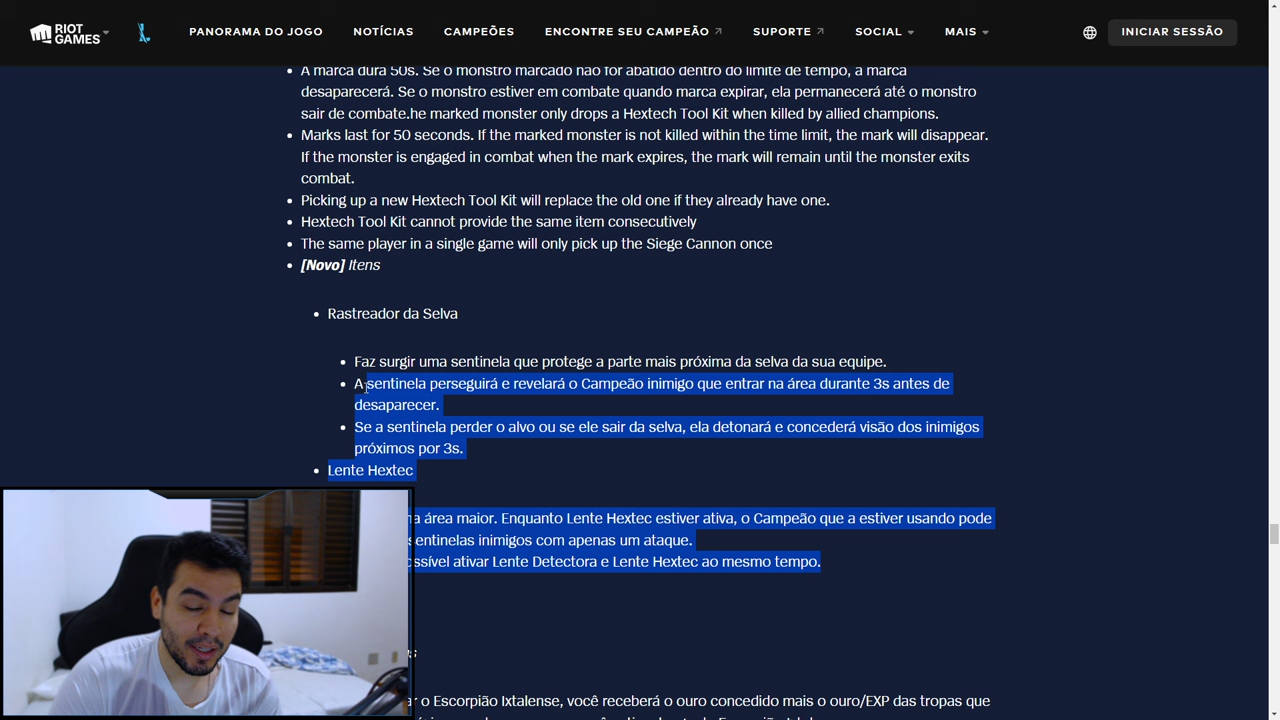 RIOT GAMES PANORAMA DO JOGO NOTÍCIAS CAMPEÕES ENCONTRE SEU CAMPEÃO SUPORTE SOCIAL MAIS INICIAR SESSÃO
A marca dura 50s. Se o monstro marcado não for abatido dentro do limite de tempo, a marca
desaparecerá. Se o monstro estiver em combate quando marca expirar, ela permanecerá até o monstro
sair de combate.he marked monster only drops a Hextech Tool Kit when killed by allied champions.
Marks last for 50 seconds. If the marked monster is not killed within the time limit, the mark will disappear.
If the monster is engaged in combat when the mark expires, the mark will remain until the monster exits
combat.
Picking up a new Hextech Tool Kit will replace the old one if they already have one.
Hextech Tool Kit cannot provide the same item consecutively
The same player in a single game will only pick up the Siege Cannon once
[Novo] Itens
Rastreador da Selva
Faz surgir uma sentinela que protege a parte mais próxima da selva da sua equipe.
A sentinela perseguirá e revelará o Campeão inimigo que entrar na área durante 3s antes de
desaparecer.
Se a sentinela perder o alvo ou se ele sair da selva, ela detonará e concederá visão dos inimigos
próximos por 3s.
Lente Hextec
área maior. Enquanto Lente Hextec estiver ativa, o Campeão que a estiver usando pode
sentinelas inimigos com apenas um ataque.
ativar Lente Detectora e Lente Hextec ao mesmo tempo.
o Escorpião Ixtalense, você receberá o ouro concedido mais o ouro/EXP das tropas que